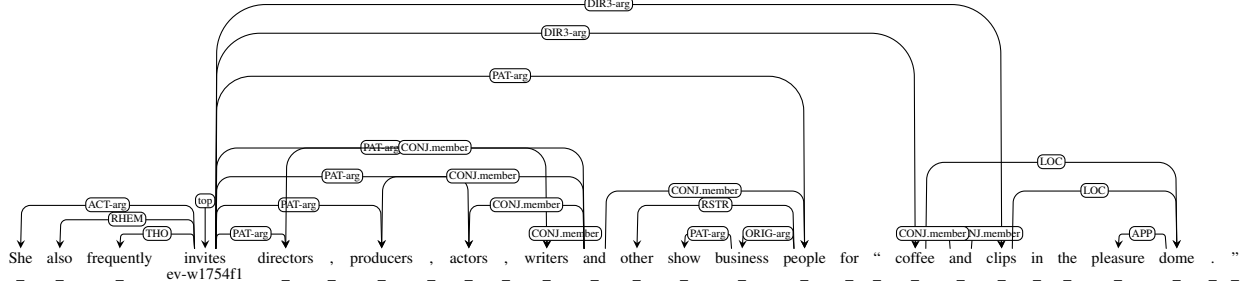 DIR3-arg
DIR3-arg
PAT-arg
PAT-arg CONJ.member
LOC
PAT-arg CONJ.member
CONJ.member LOC
top
ACT-arg PAT-arg CONJ.member RSTR
RHEM
THO PAT-arg CONJ.member PAT-arg ORIG-arg CONJ.member NJ.member APP
She also frequently invites directors , producers , actors , writers and other show business people for “ coffee and clips in the pleasure dome . ”
ev-w1754f1
_ _ _ _ _ _ _ _ _ _ _ _ _ _ _ _ _ _ _ _ _ _ _ _ _ _